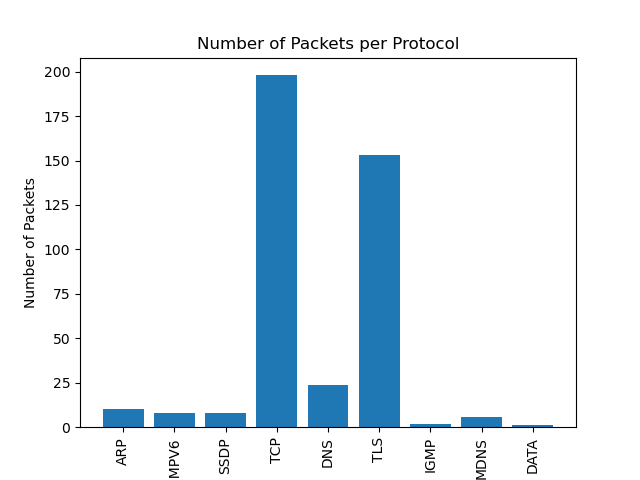 Number of Packets per Protocol
Number of Packets
200
175
150
125
100
75
50
25
0
ARP
MPV6
SSDP
TCP
DNS
TLS
IGMP
MDNS
DATA